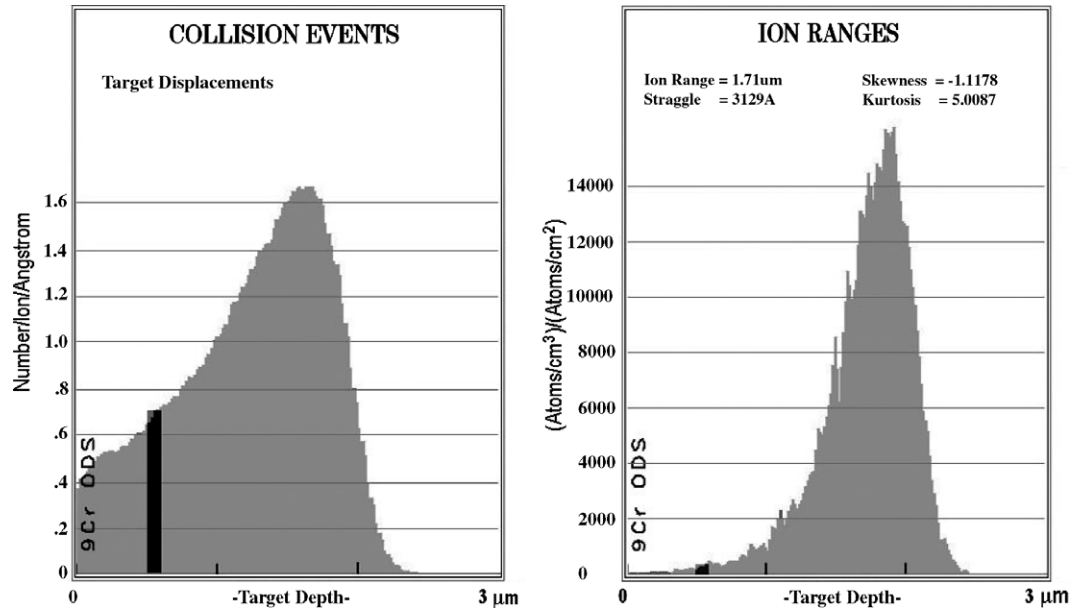 COLLISION EVENTS
Target Displacements
Number/Ion/Angstrom
1.6
1.4
1.2
1.0
.8
.6
.4
.2
0
9Cr ODS
0 -Target Depth- 3 μm
ION RANGES
Ion Range = 1.71um Skewness = -1.1178
Straggle = 3129A Kurtosis = 5.0087
(Atoms/cm³)/(Atoms/cm²)
14000
12000
10000
8000
6000
4000
2000
0
9Cr ODS
0 -Target Depth- 3 μm